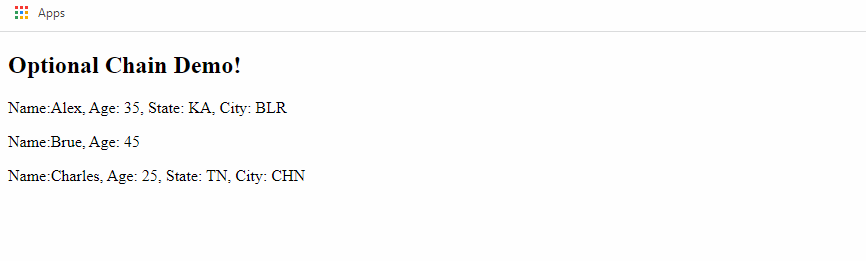 Apps
Optional Chain Demo!
Name:Alex, Age: 35, State: KA, City: BLR
Name:Brue, Age: 45
Name:Charles, Age: 25, State: TN, City: CHN